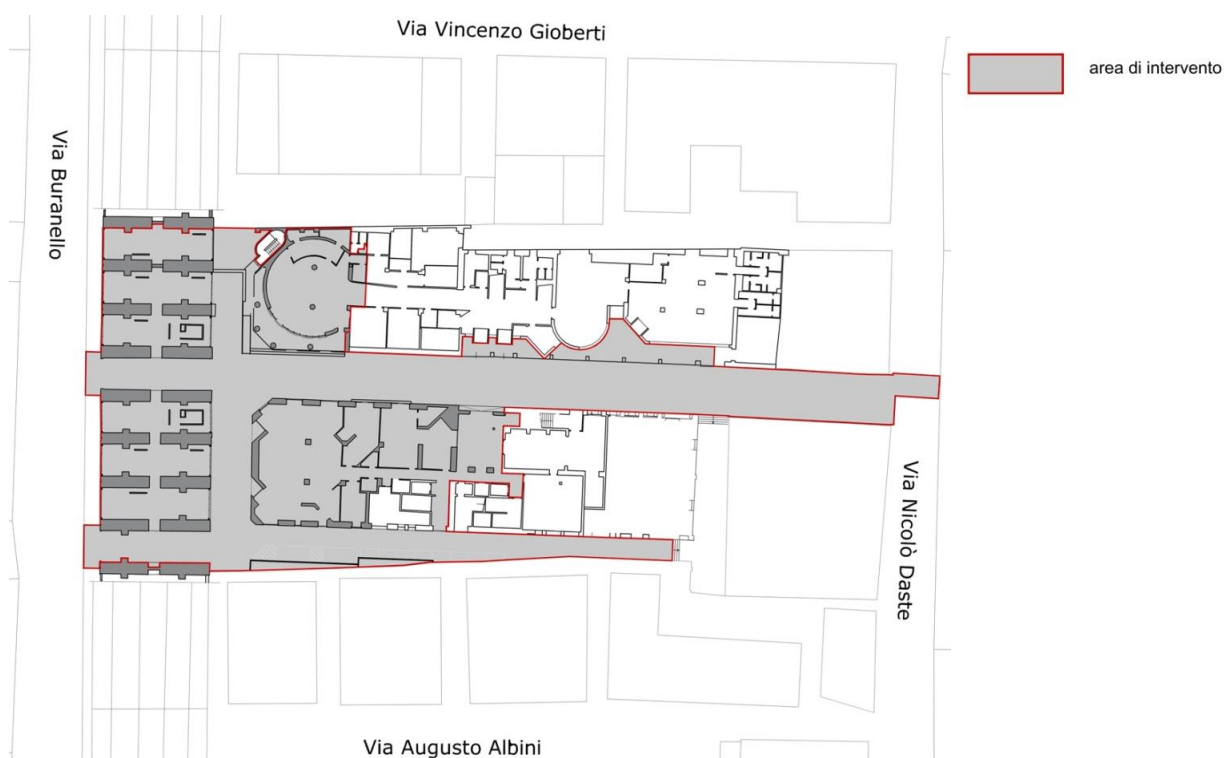 Via Vincenzo Gioberti
area di intervento
Via Buranello
Via Nicolò Daste
Via Augusto Albini